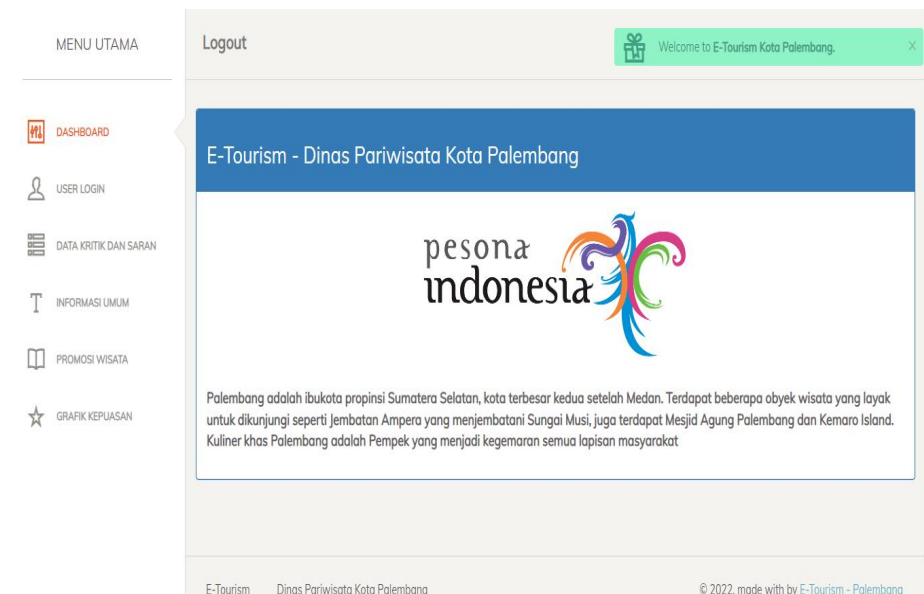 MENU UTAMA
Logout
Welcome to E-Tourism Kota Palembang.
X
DASHBOARD
USER LOGIN
DATA KRITIK DAN SARAN
INFORMASI UMUM
PROMOSI WISATA
GRAFIK KEPUASAN
E-Tourism - Dinas Pariwisata Kota Palembang
pesona
indonesia
Palembang adalah ibukota propinsi Sumatera Selatan, kota terbesar kedua setelah Medan. Terdapat beberapa obyek wisata yang layak
untuk dikunjungi seperti Jembatan Ampera yang menjembatani Sungai Musi, juga terdapat Mesjid Agung Palembang dan Kemaro Island.
Kuliner khas Palembang adalah Pempek yang menjadi kegemaran semua lapisan masyarakat
E-Tourism Dinas Pariwisata Kota Palembang
© 2022, made with by E-Tourism - Palembang